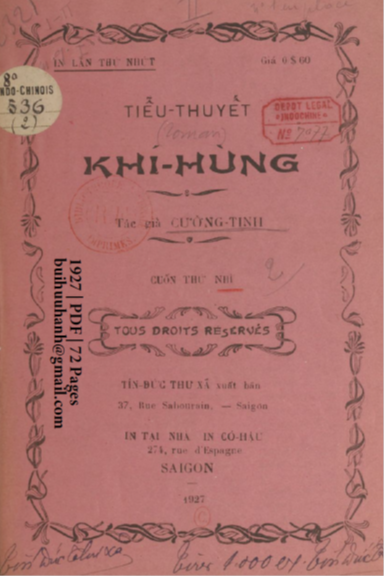 IN LẦN THỨ NHỨT
Giá 0$60
8°
INDO-CHINOIS
536
(2)
TIỂU-THUYẾT
(Roman)
DEPOT LEGAL
INDOCHINE
No 7977
KHÍ-HÙNG
Tác giả CƯỜNG-TINH
CUỐN THỨ NHÌ
2
TOUS DROITS RESERVÉS
TÍN-ĐỨC THƯ XÃ xuất bản
37, Rue Sabourain, — Saigon
IN TẠI NHÀ IN CÔ-HẦU
274, rue d'Espagne
SAIGON
1927
1927 | PDF | 72 Pages
buihuuhanh@gmail.com